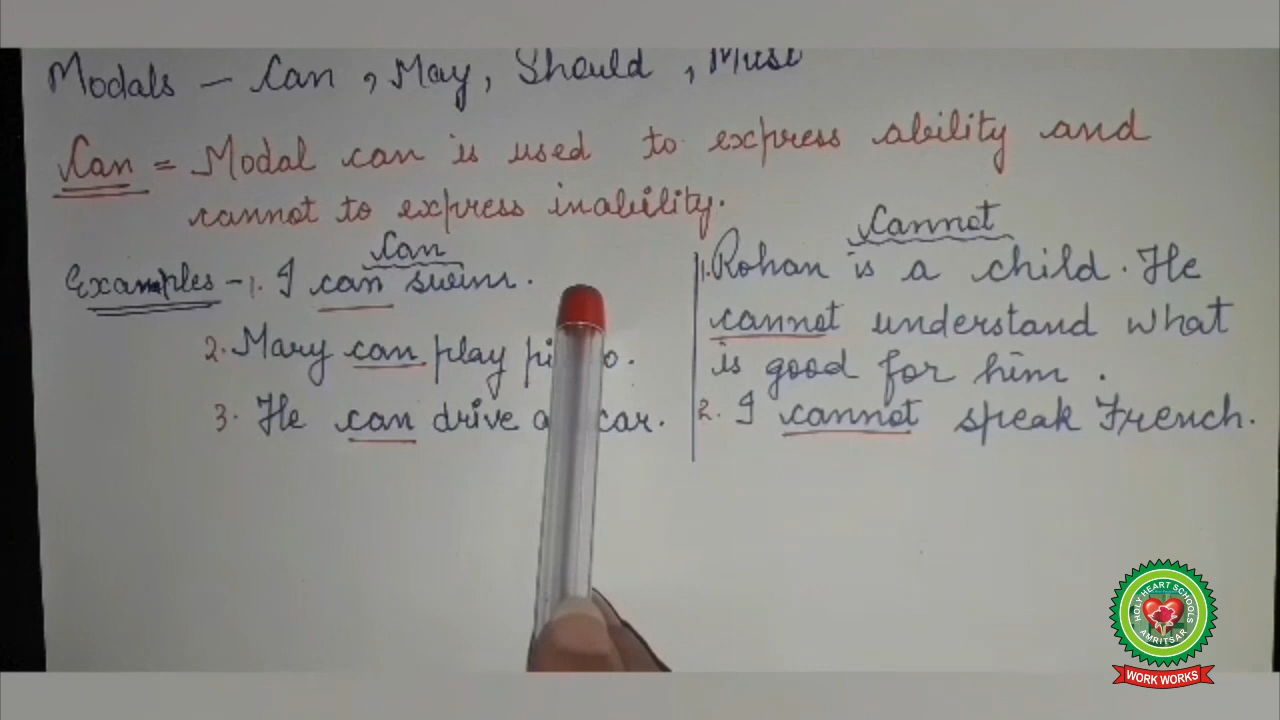 Modals - Can, May, Should, Must
Can = Modal can is used to express ability and
cannot to express inability.
Can
Examples - 1. I can swim.
2. Mary can play piano.
3. He can drive a car.
Cannot
1. Rohan is a child. He
cannot understand what
is good for him.
2. I cannot speak French.
HOLY HEART SCHOOLS
AMRITSAR
WORK WORKS